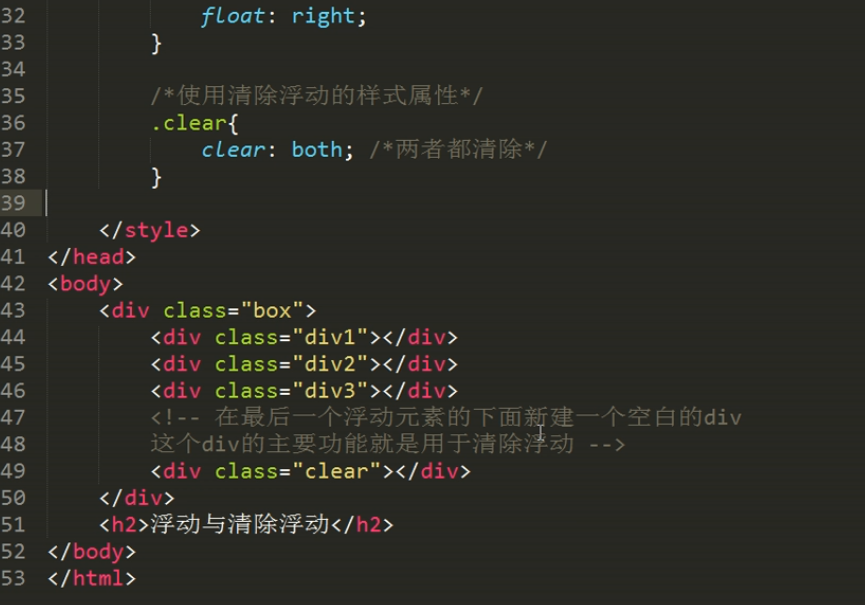 32 float: right;
33 }
34
35 /*使用清除浮动的样式属性*/
36 .clear{
37 clear: both; /*两者都清除*/
38 }
39
40 </style>
41 </head>
42 <body>
43 <div class="box">
44 <div class="div1"></div>
45 <div class="div2"></div>
46 <div class="div3"></div>
47 <!-- 在最后一个浮动元素的下面新建一个空白的div
48 这个div的主要功能就是用于清除浮动 -->
49 <div class="clear"></div>
50 </div>
51 <h2>浮动与清除浮动</h2>
52 </body>
53 </html>